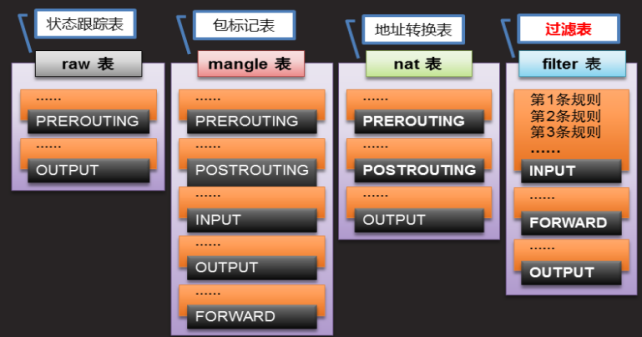 状态跟踪表
raw 表
......
PREROUTING
......
OUTPUT
包标记表
mangle 表
......
PREROUTING
......
POSTROUTING
......
INPUT
......
OUTPUT
......
FORWARD
地址转换表
nat 表
......
PREROUTING
......
POSTROUTING
......
OUTPUT
过滤表
filter 表
第1条规则
第2条规则
第3条规则
......
INPUT
......
FORWARD
......
OUTPUT